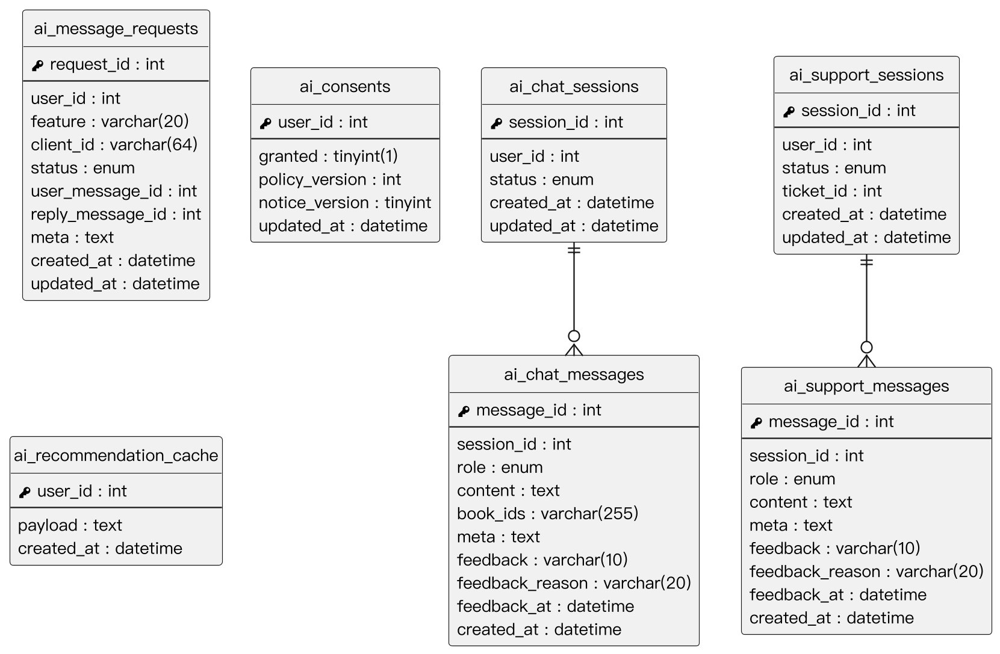 ai_message_requests
request_id : int
user_id : int
feature : varchar(20)
client_id : varchar(64)
status : enum
user_message_id : int
reply_message_id : int
meta : text
created_at : datetime
updated_at : datetime
ai_consents
user_id : int
granted : tinyint(1)
policy_version : int
notice_version : tinyint
updated_at : datetime
ai_chat_sessions
session_id : int
user_id : int
status : enum
created_at : datetime
updated_at : datetime
ai_support_sessions
session_id : int
user_id : int
status : enum
ticket_id : int
created_at : datetime
updated_at : datetime
ai_recommendation_cache
user_id : int
payload : text
created_at : datetime
ai_chat_messages
message_id : int
session_id : int
role : enum
content : text
book_ids : varchar(255)
meta : text
feedback : varchar(10)
feedback_reason : varchar(20)
feedback_at : datetime
created_at : datetime
ai_support_messages
message_id : int
session_id : int
role : enum
content : text
meta : text
feedback : varchar(10)
feedback_reason : varchar(20)
feedback_at : datetime
created_at : datetime